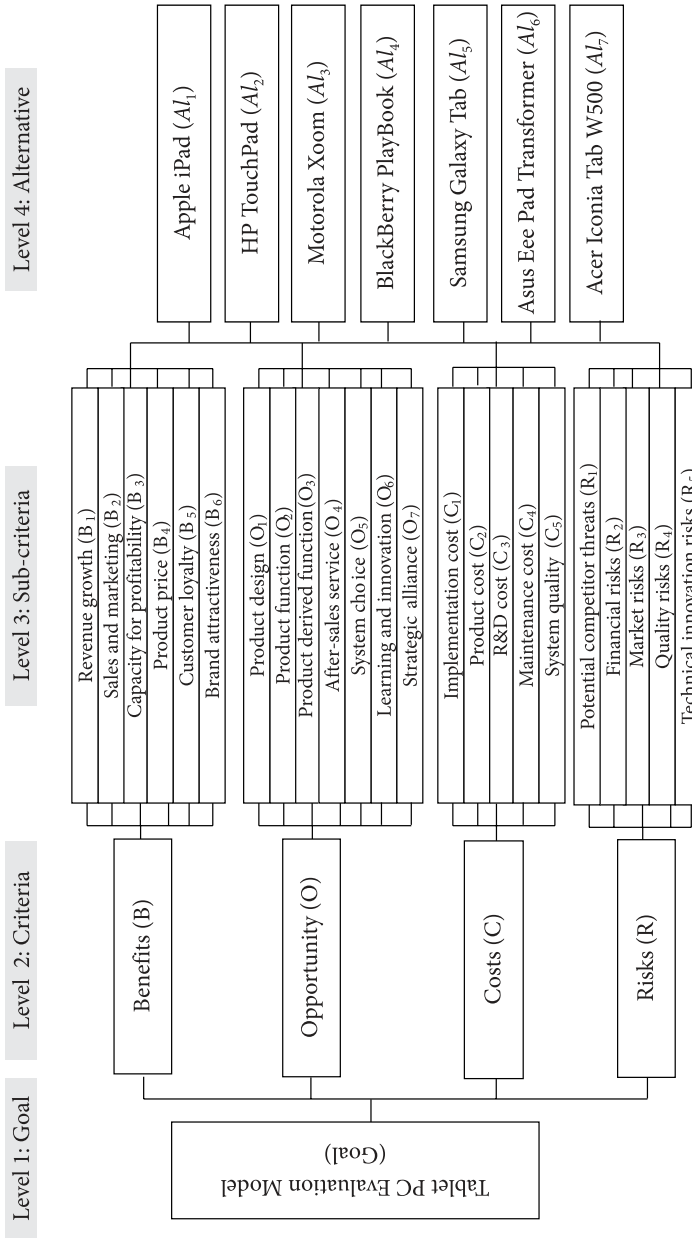 Level 1: Goal
Level 2: Criteria
Level 3: Sub-criteria
Level 4: Alternative
Tablet PC Evaluation Model
(Goal)
Benefits (B)
Opportunity (O)
Costs (C)
Risks (R)
Revenue growth (B1)
Sales and marketing (B2)
Capacity for profitability (B3)
Product price (B4)
Customer loyalty (B5)
Brand attractiveness (B6)
Product design (O1)
Product function (O2)
Product derived function (O3)
After-sales service (O4)
System choice (O5)
Learning and innovation (O6)
Strategic alliance (O7)
Implementation cost (C1)
Product cost (C2)
R&D cost (C3)
Maintenance cost (C4)
System quality (C5)
Potential competitor threats (R1)
Financial risks (R2)
Market risks (R3)
Quality risks (R4)
Technical innovation risks (R5)
Apple iPad (Al1)
HP TouchPad (Al2)
Motorola Xoom (Al3)
BlackBerry PlayBook (Al4)
Samsung Galaxy Tab (Al5)
Asus Eee Pad Transformer (Al6)
Acer Iconia Tab W500 (Al7)